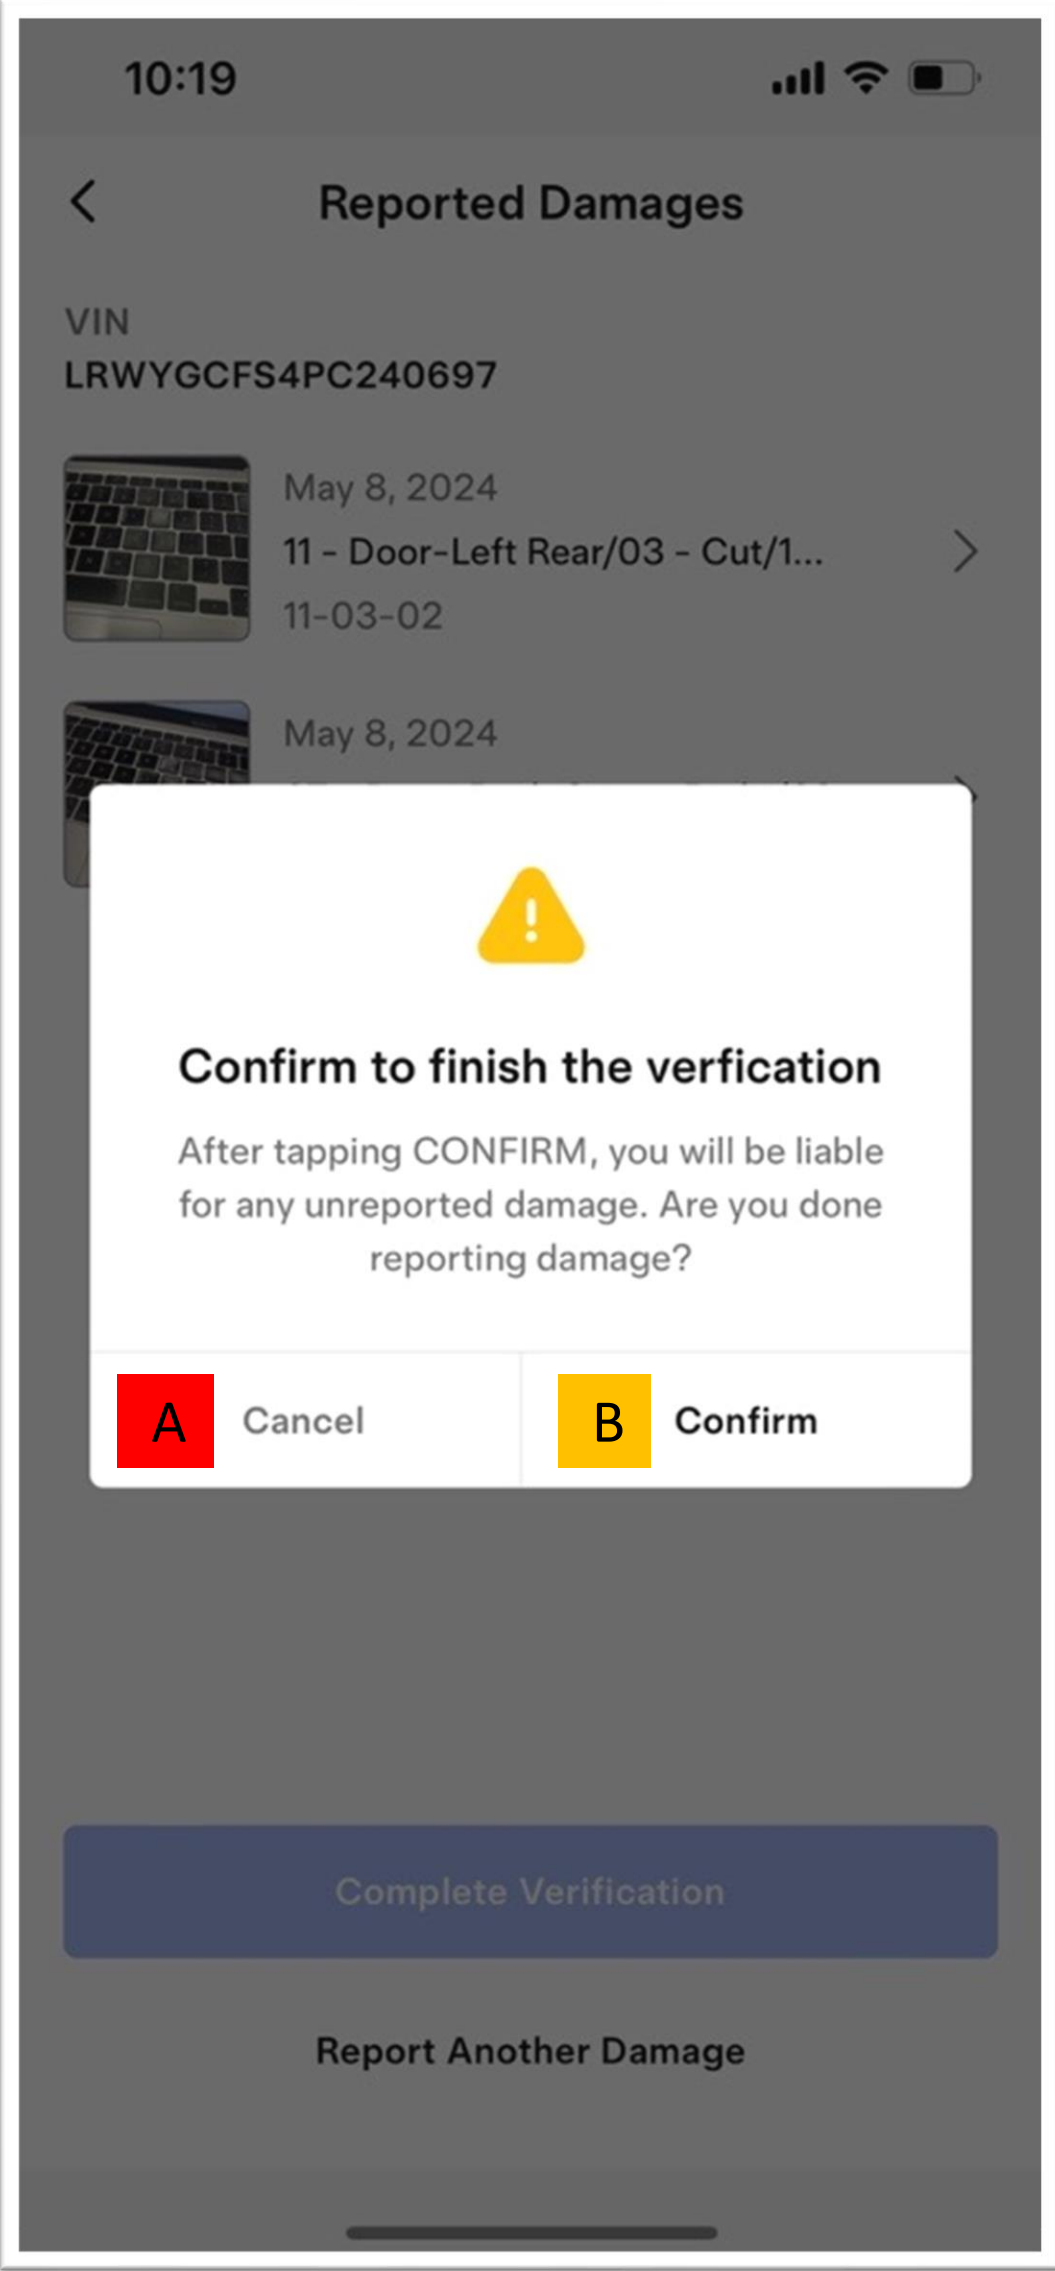 10:19
Reported Damages
VIN
LRWYGCFS4PC240697
May 8, 2024
11 - Door-Left Rear/03 - Cut/1...
11-03-02
May 8, 2024
Confirm to finish the verfication
After tapping CONFIRM, you will be liable
for any unreported damage. Are you done
reporting damage?
A Cancel
B Confirm
Complete Verification
Report Another Damage